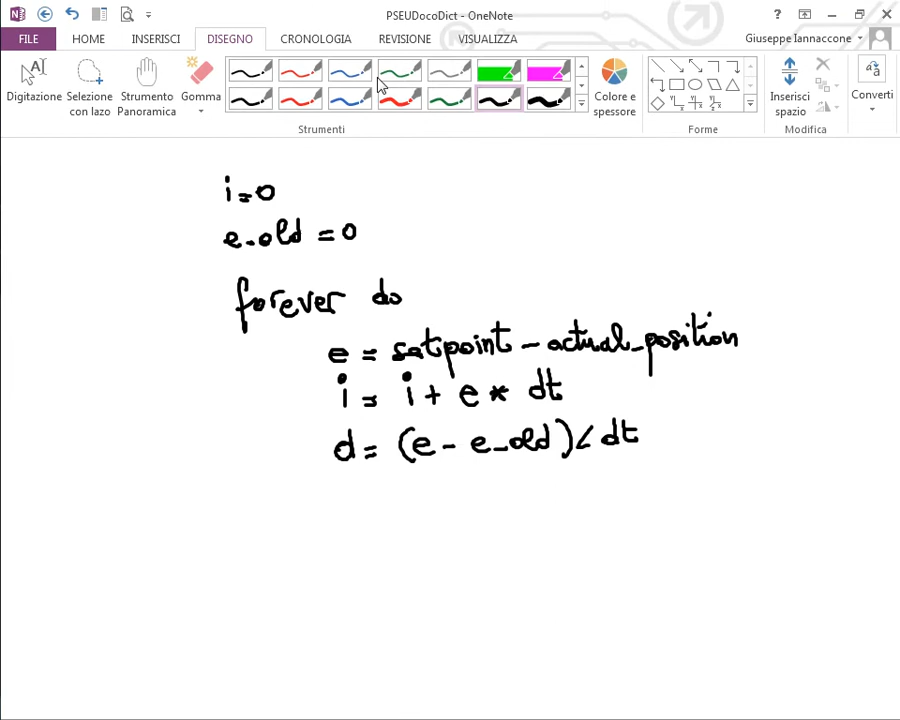 PSEUDocoDict - OneNote
?
FILE HOME INSERISCI DISEGNO CRONOLOGIA REVISIONE VISUALIZZA Giuseppe Iannaccone
Digitazione Selezione con lazo Strumento Panoramica Gomma Colore e spessore Inserisci spazio Converti
Strumenti Forme Modifica
i=0
e_old = 0
forever do
e = satpoint - actual_position
i = i + e * dt
d = (e - e_old)/ dt